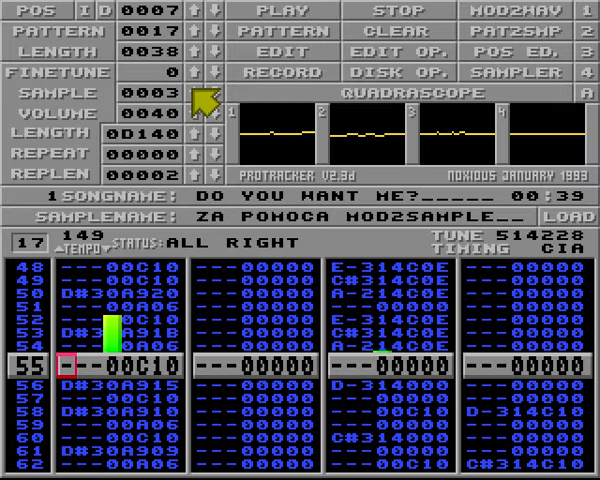 POS I D 0007 PLAY STOP MOD2WAV 1
PATTERN 0017 PATTERN CLEAR PAT2SMP 2
LENGTH 0038 EDIT EDIT OP. POS ED. 3
FINETUNE 0 RECORD DISK OP. SAMPLER 4
SAMPLE 0003 QUADRASCOPE A
VOLUME 0040 1 2 3 4
LENGTH 0D140
REPEAT 00000
REPLEN 00002 PROTRACKER V2.3d NOXIOUS JANUARY 1993
1 SONGNAME: DO YOU WANT ME?_____ 00:39
SAMPLENAME: ZA POMOCA MOD2SAMPLE__ LOAD
17 149 TEMPO STATUS: ALL RIGHT TUNE 514228
TIMING CIA
48 ---00C10 ---00000 E-314C0E ---00000
49 ---00000 ---00000 C#314C0E ---00000
50 D#30A920 ---00000 A-214C0E ---00000
51 ---00A06 ---00000 ---00000 ---00000
52 ---00C10 ---00000 E-314C0E ---00000
53 D#30A91B ---00000 C#314C0E ---00000
54 ---00A06 ---00000 A-214C0E ---00000
55 ---00C10 ---00000 ---00000 ---00000
56 D#30A915 ---00000 D-314000 ---00000
57 ---00C10 ---00000 ---00000 ---00000
58 D#30A910 ---00000 ---00C10 D-314C10
59 ---00A06 ---00000 ---00000 ---00000
60 ---00C10 ---00000 C#314000 ---00000
61 D#30A909 ---00000 ---00000 ---00000
62 ---00A06 ---00000 ---00C10 C#314C10